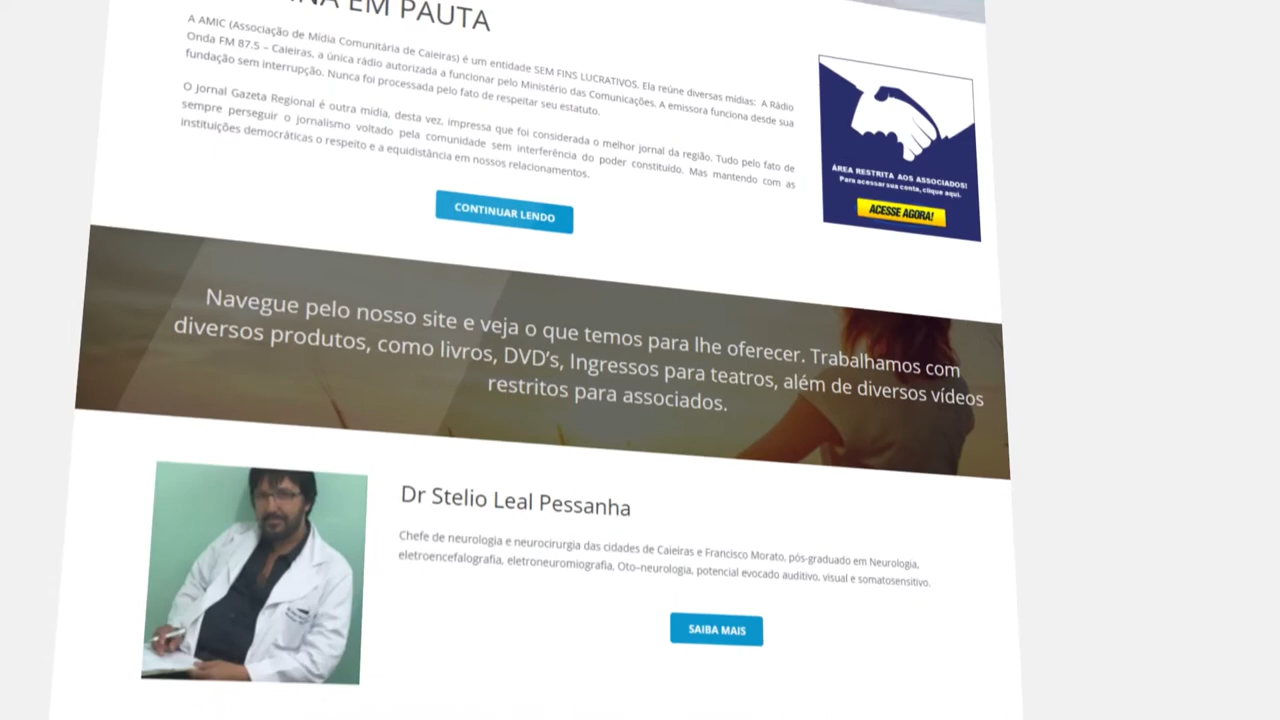 EM PAUTA
A AMIC (Associação de Mídia Comunitária de Caieiras) é um entidade SEM FINS LUCRATIVOS. Ela reúne diversas mídias: A Rádio
Onda FM 87.5 – Caieiras, a única rádio autorizada a funcionar pelo Ministério das Comunicações. A emissora funciona desde sua
fundação sem interrupção. Nunca foi processada pelo fato de respeitar seu estatuto.
O Jornal Gazeta Regional é outra mídia, desta vez, impressa que foi considerada o melhor jornal da região. Tudo pelo fato de
sempre perseguir o jornalismo voltado pela comunidade sem interferência do poder constituído. Mas mantendo com as
instituições democráticas o respeito e a equidistância em nossos relacionamentos.
CONTINUAR LENDO
ÁREA RESTRITA AOS ASSOCIADOS!
Para acessar sua conta, clique aqui.
ACESSE AGORA!
Navegue pelo nosso site e veja o que temos para lhe oferecer. Trabalhamos com
diversos produtos, como livros, DVD's, Ingressos para teatros, além de diversos vídeos
restritos para associados.
Dr Stelio Leal Pessanha
Chefe de neurologia e neurocirurgia das cidades de Caieiras e Francisco Morato, pós-graduado em Neurologia,
eletroencefalografia, eletroneuromiografia, Oto–neurologia, potencial evocado auditivo, visual e somatosensitivo.
SAIBA MAIS